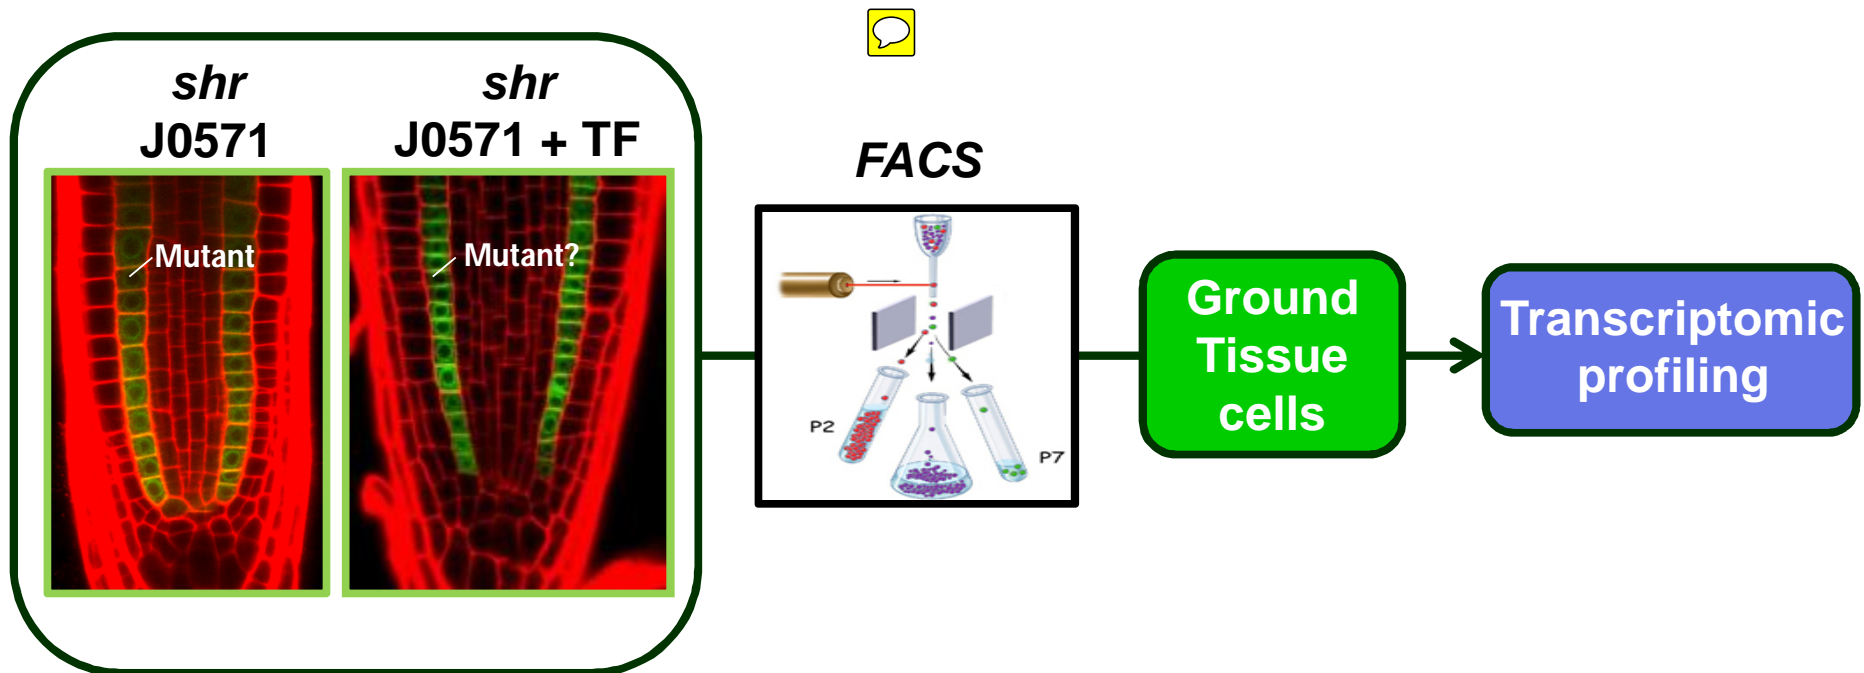 shr
J0571
shr
J0571 + TF
Mutant
Mutant?
FACS
P2
P7
Ground
Tissue
cells
Transcriptomic
profiling